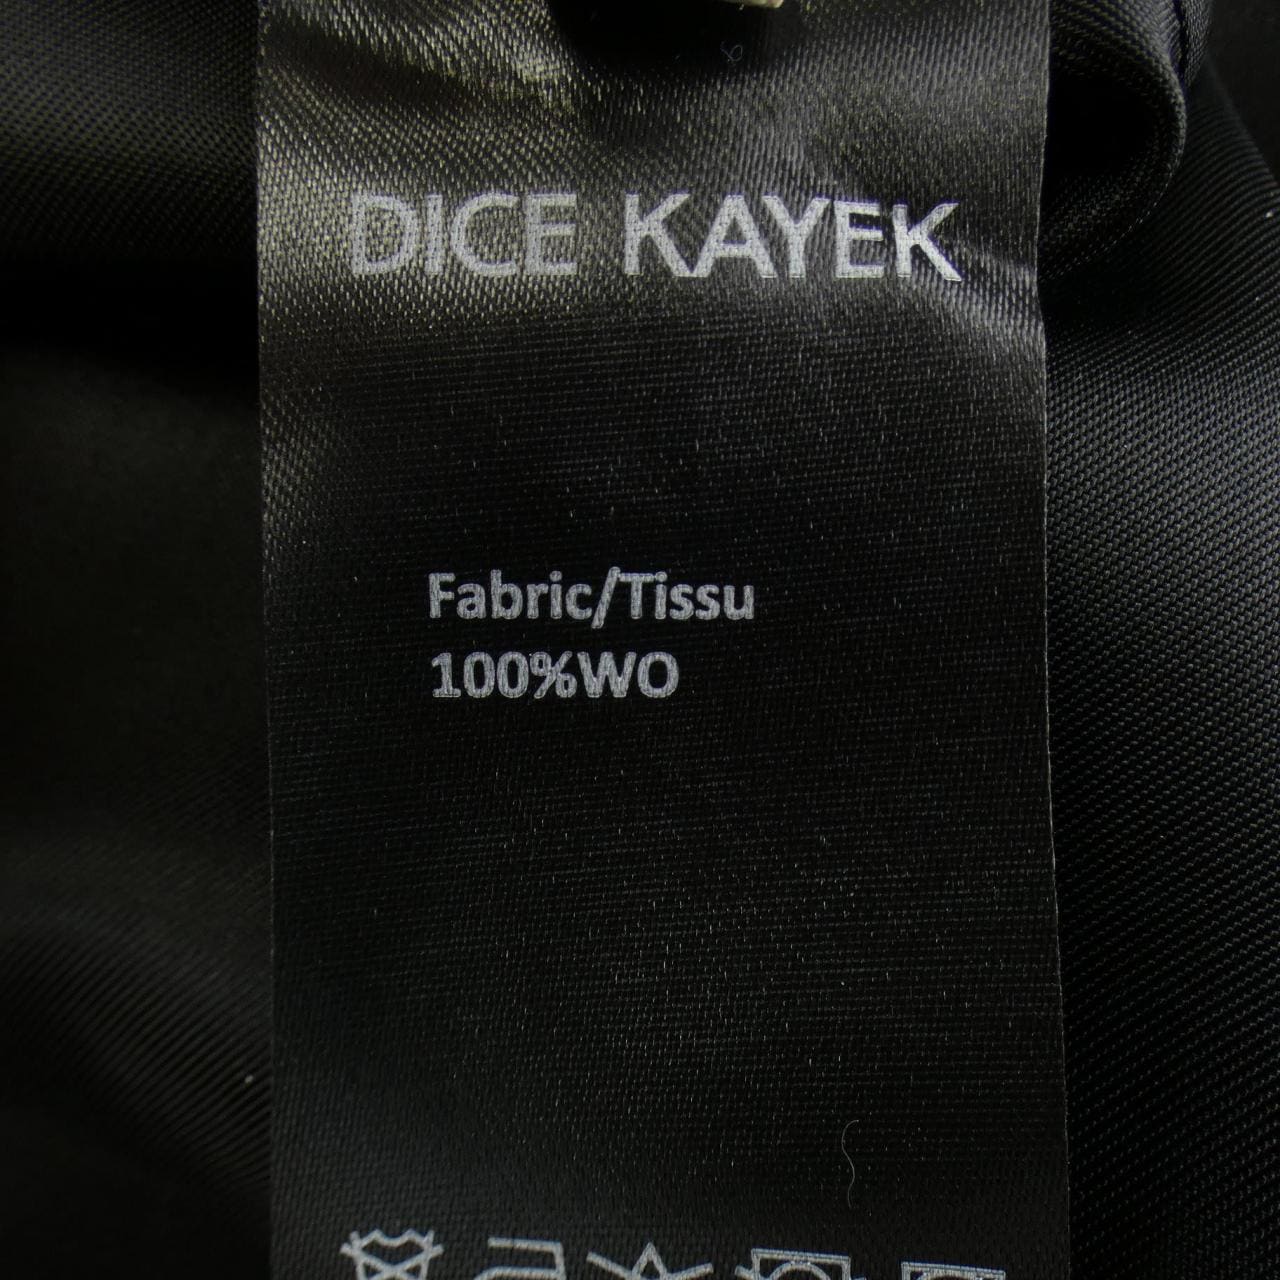 DICE KAYEK
Fabric/Tissu
100%WO